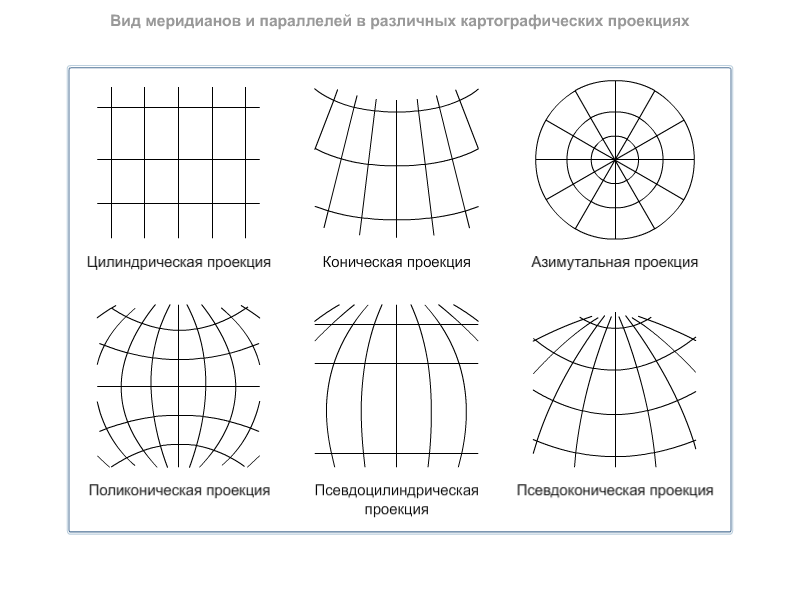 Вид меридианов и параллелей в различных картографических проекциях
Цилиндрическая проекция
Коническая проекция
Азимутальная проекция
Поликоническая проекция
Псевдоцилиндрическая
проекция
Псевдоконическая проекция